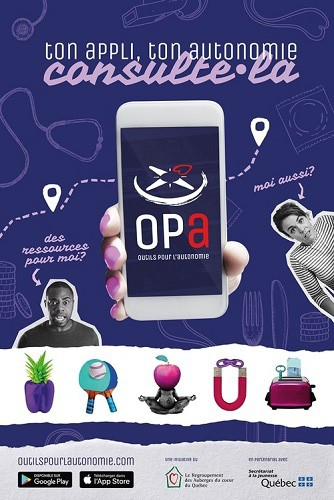 ton appli, ton autonomie
consulte•la
moi aussi?
des
ressources
pour moi?
OPa
OUTILS POUR L'AUTONOMIE
OUTILSPOURLAUTONOMIE.COM
DISPONIBLE SUR
Google Play
Télécharger dans
l'App Store
UNE INITIATIVE DU
Le Regroupement
des Auberges du cœur
du Québec
EN PARTENARIAT AVEC
Secrétariat
à la jeunesse
Québec